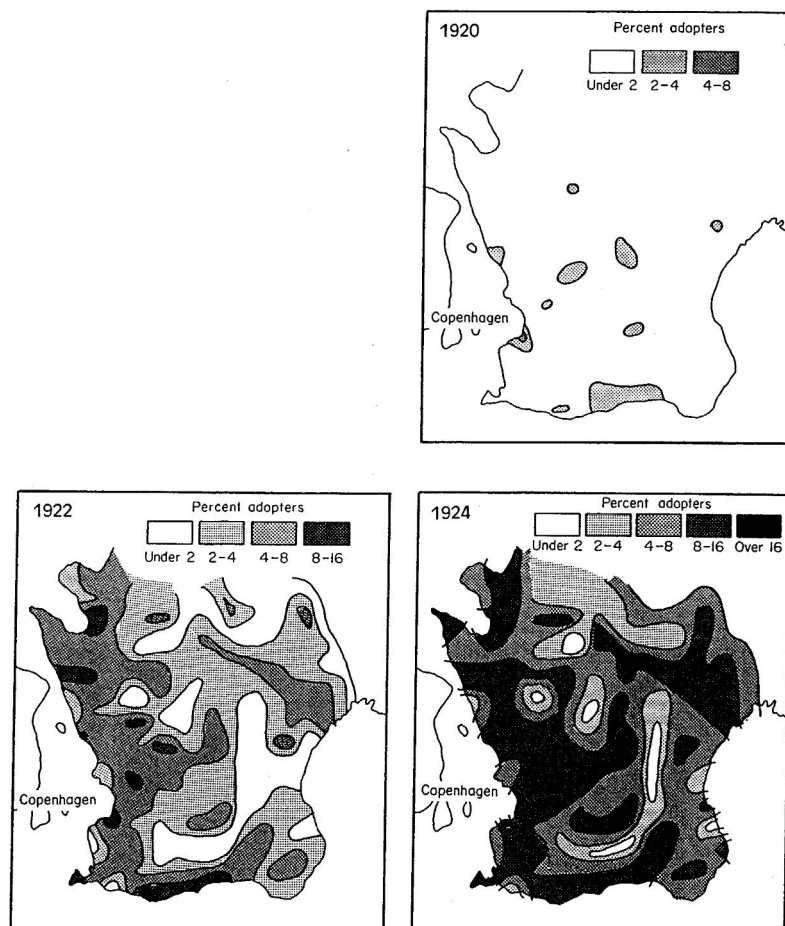 1920
Percent adopters
Under 2 2-4 4-8
Copenhagen
1922
Percent adopters
Under 2 2-4 4-8 8-16
Copenhagen
1924
Percent adopters
Under 2 2-4 4-8 8-16 Over 16
Copenhagen